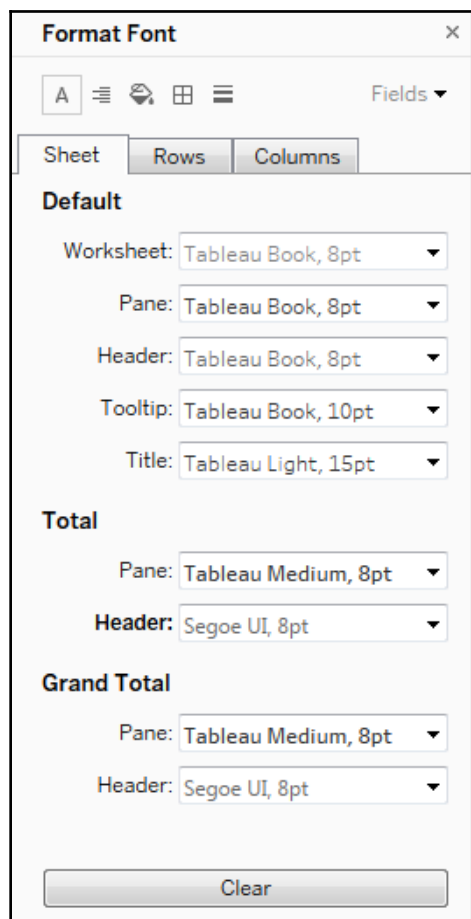 Format Font ×
A Fields
Sheet Rows Columns
Default
Worksheet: Tableau Book, 8pt
Pane: Tableau Book, 8pt
Header: Tableau Book, 8pt
Tooltip: Tableau Book, 10pt
Title: Tableau Light, 15pt
Total
Pane: Tableau Medium, 8pt
Header: Segoe UI, 8pt
Grand Total
Pane: Tableau Medium, 8pt
Header: Segoe UI, 8pt
Clear